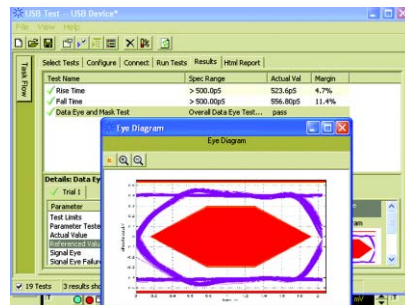 USB Test -- USB Device*
File View Help
Task Flow
Select Tests Configure Connect Run Tests Results Html Report
Test Name Spec Range Actual Val Margin
Rise Time > 500.0pS 523.6pS 4.7%
Fall Time > 500.0pS 556.80pS 11.4%
Data Eye and Mask Test Overall Data Eye Test... pass
Eye Diagram
Eye Diagram
Details: Data Ey
Trial 1
Parameter
Test Limits
Parameter Teste
Actual Value
Referenced Valu
Signal Eye
Signal Eye Failur
19 Tests 3 results sho
mV